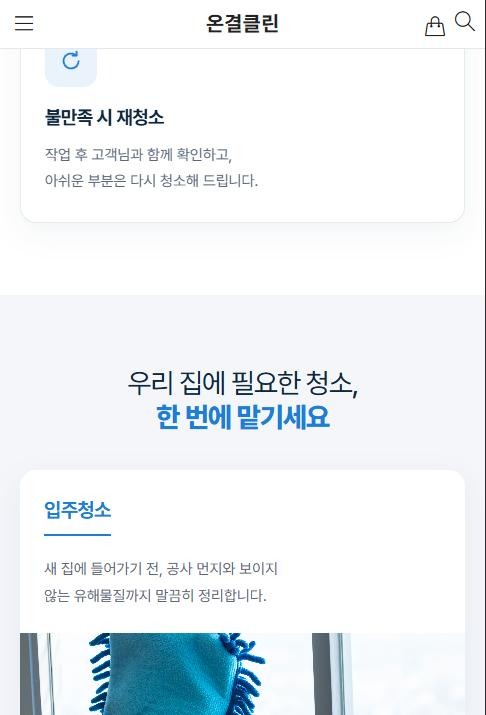 온결클린
불만족 시 재청소
작업 후 고객님과 함께 확인하고,
아쉬운 부분은 다시 청소해 드립니다.
우리 집에 필요한 청소,
한 번에 맡기세요
입주청소
새 집에 들어가기 전, 공사 먼지와 보이지
않는 유해물질까지 말끔히 정리합니다.